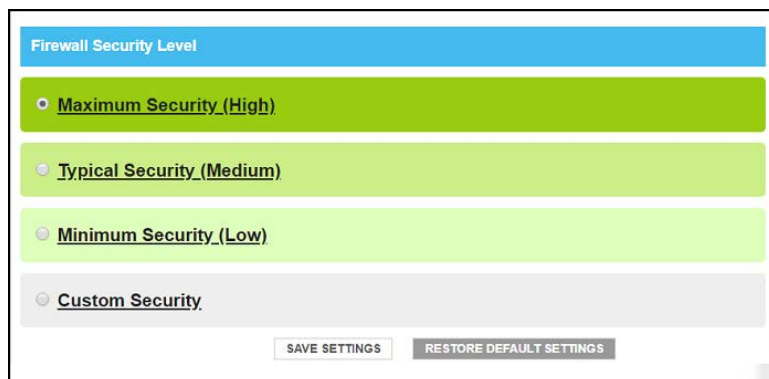 Firewall Security Level
Maximum Security (High)
Typical Security (Medium)
Minimum Security (Low)
Custom Security
SAVE SETTINGS RESTORE DEFAULT SETTINGS